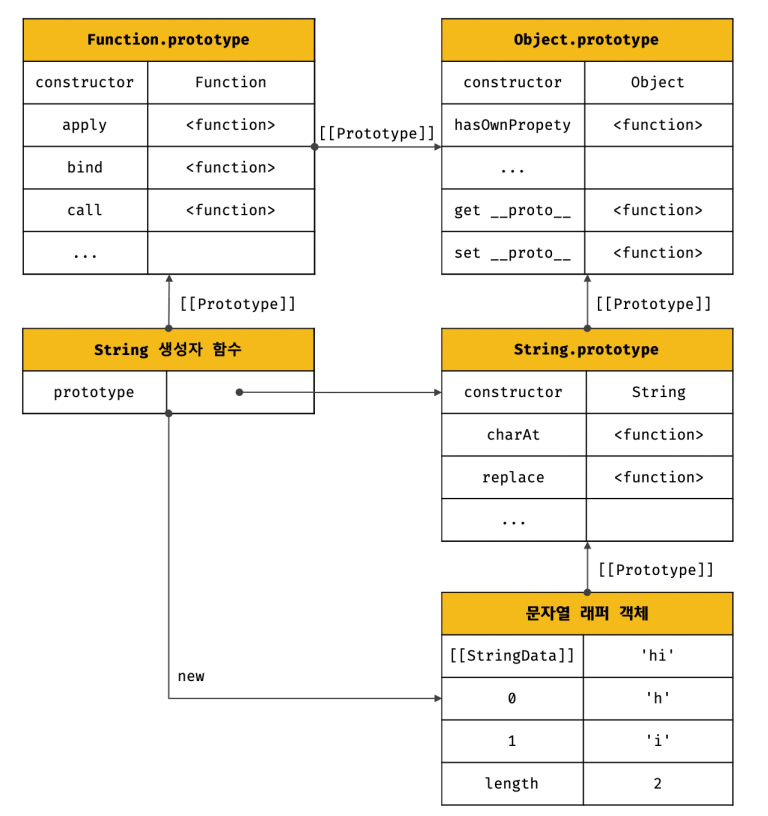 Function.prototype
constructor Function
apply <function>
bind <function>
call <function>
...
[[Prototype]]
Object.prototype
constructor Object
hasOwnPropety <function>
...
get __proto__ <function>
set __proto__ <function>
[[Prototype]]
[[Prototype]]
String 생성자 함수
prototype
String.prototype
constructor String
charAt <function>
replace <function>
...
[[Prototype]]
new
문자열 래퍼 객체
[[StringData]] 'hi'
0 'h'
1 'i'
length 2